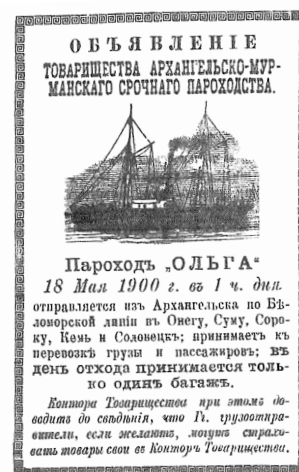 ОБЪЯВЛЕНІЕ
ТОВАРИЩЕСТВА АРХАНГЕЛЬСКО-МУР-
МАНСКАГО СРОЧНАГО ПАРОХОДСТВА.
Пароходъ „ОЛЬГА“
18 Мая 1900 г. въ 1 ч. дня
отправляется изъ Архангельска по Бѣ-
ломорской линіи въ Онегу, Суму, Соро-
ку, Кемь и Соловецкъ; принимаетъ къ
перевозкѣ грузы и пассажировъ; въ
день отхода принимается толь-
ко одинъ багажъ.
Контора Товарищества при этомъ до-
водитъ до свѣдѣнія, что Гг. грузоотпра-
вители, если желаютъ, могутъ страхо-
вать товары свои въ Конторѣ Товарищества.